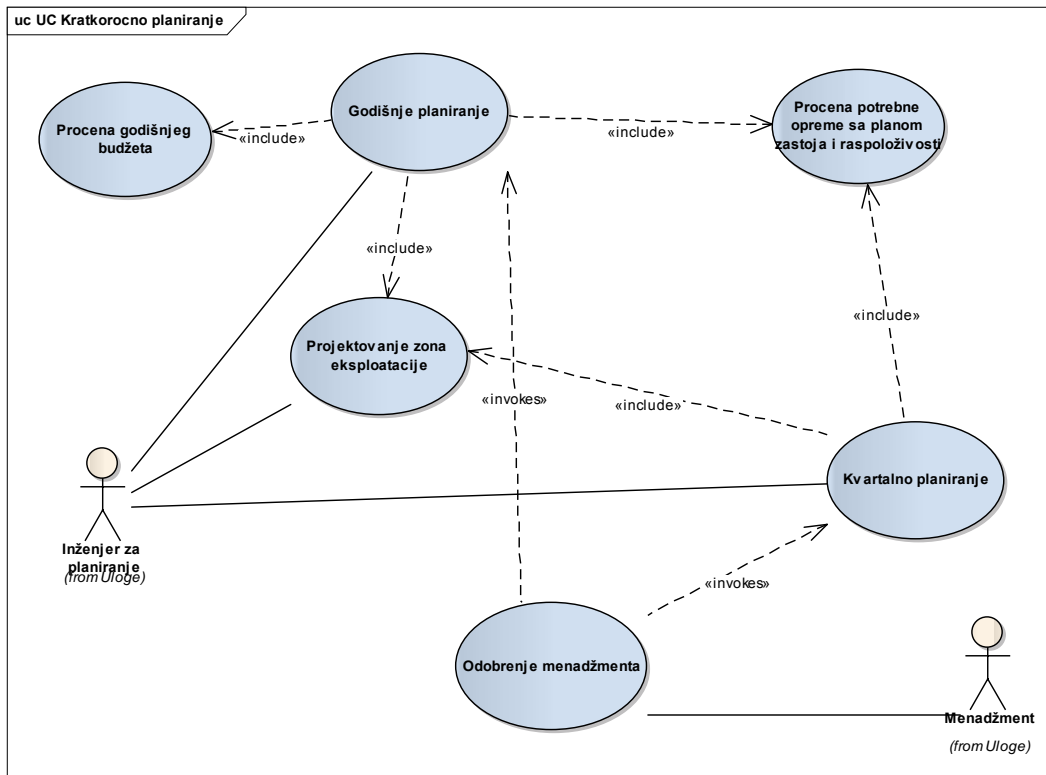 uc UC Kratkorocno planiranje
Godišnje planiranje
Procena godišnjeg
budžeta
«include»
«include»
Procena potrebne
opreme sa planom
zastoja i raspoloživosti
«include»
«include»
Projektovanje zona
eksploatacije
«invokes»
«include»
Kvartalno planiranje
Inženjer za
planiranje
(from Uloge)
«invokes»
Odobrenje menadžmenta
Menadžment
(from Uloge)